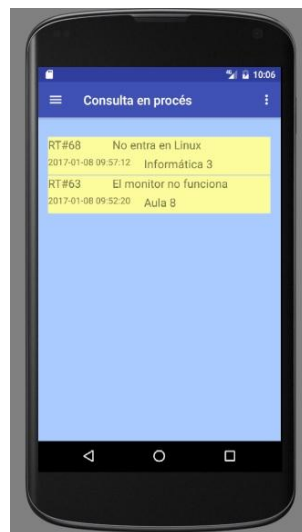 10:06
Consulta en procés
RT#68 No entra en Linux
2017-01-08 09:57:12 Informática 3
RT#63 El monitor no funciona
2017-01-08 09:52:20 Aula 8